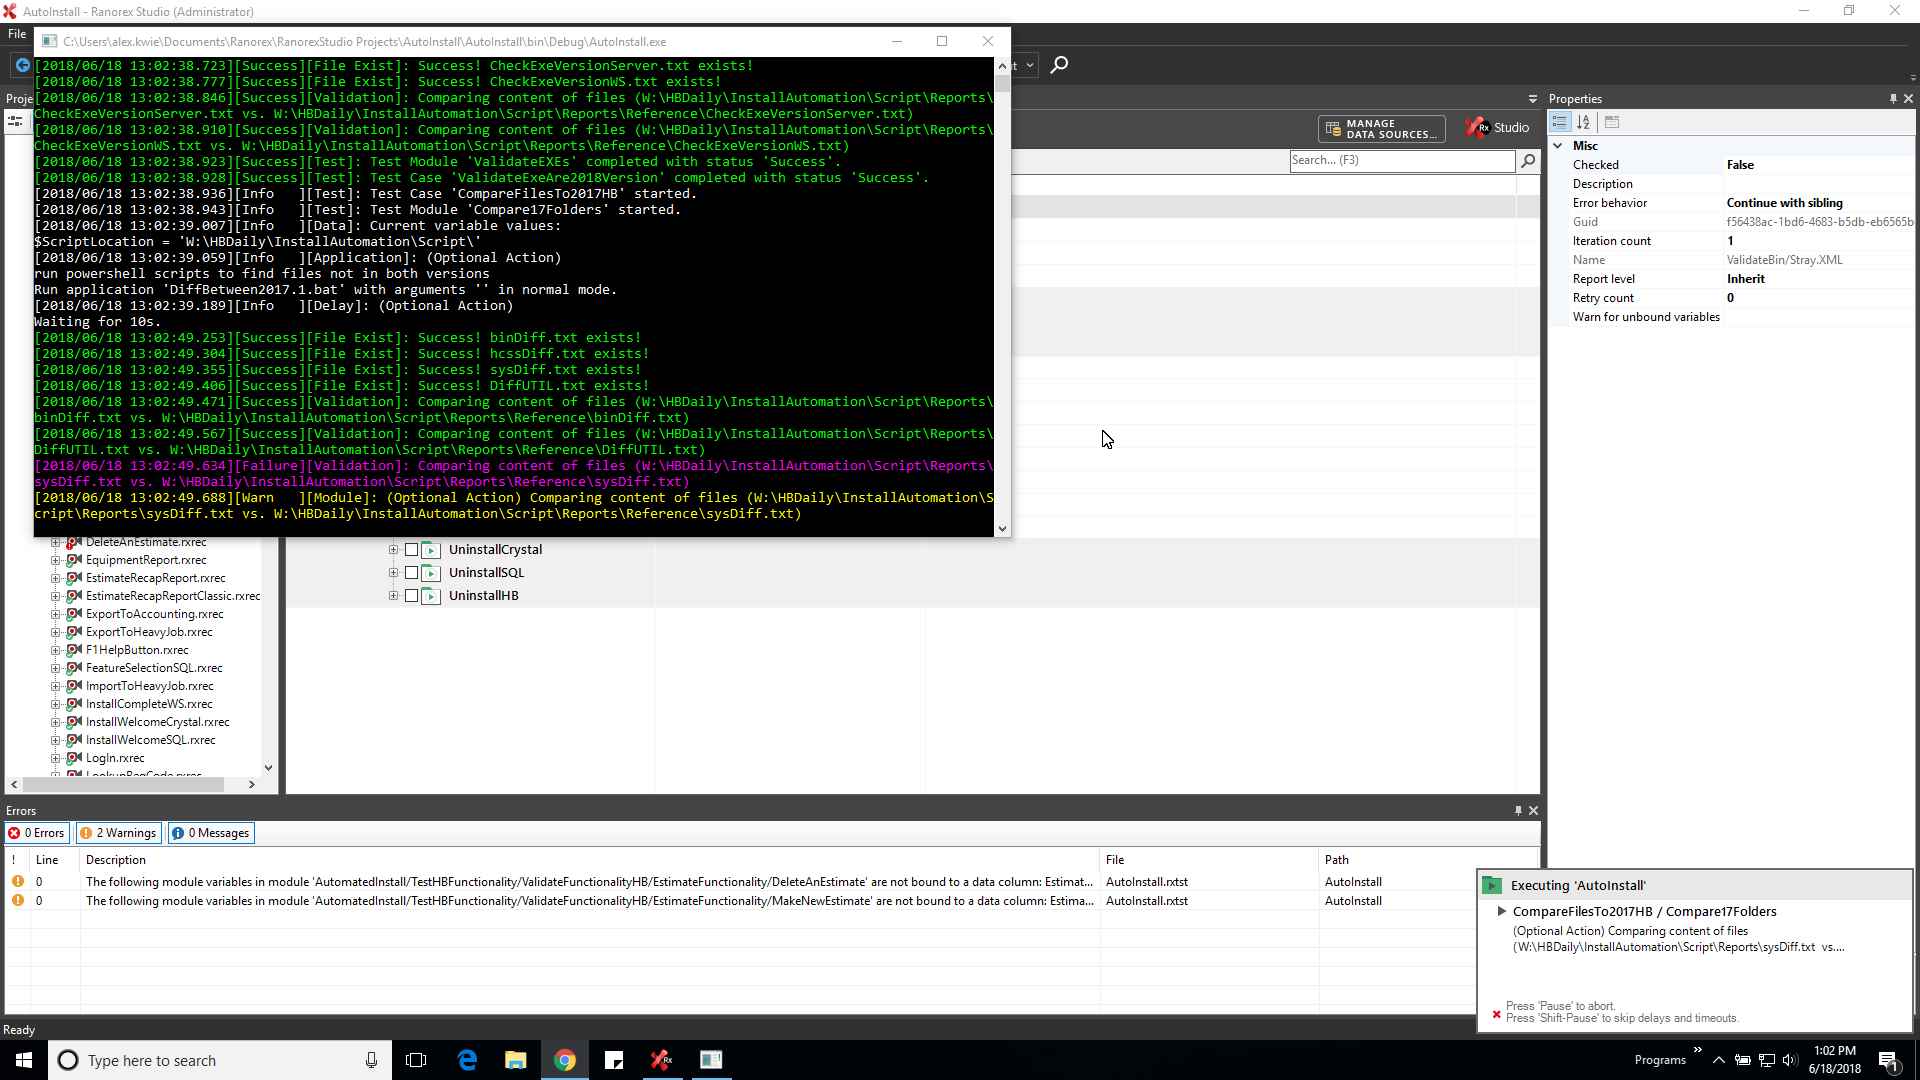 AutoInstall - Ranorex Studio (Administrator)
File
C:\Users\alex.kwie\Documents\Ranorex\RanorexStudio Projects\AutoInstall\AutoInstall\bin\Debug\AutoInstall.exe
[2018/06/18 13:02:38.723][Success][File Exist]: Success! CheckExeVersionServer.txt exists!
[2018/06/18 13:02:38.777][Success][File Exist]: Success! CheckExeVersionWS.txt exists!
[2018/06/18 13:02:38.846][Success][Validation]: Comparing content of files (W:\HBDaily\InstallAutomation\Script\Reports\
CheckExeVersionServer.txt vs. W:\HBDaily\InstallAutomation\Script\Reports\Reference\CheckExeVersionServer.txt)
[2018/06/18 13:02:38.910][Success][Validation]: Comparing content of files (W:\HBDaily\InstallAutomation\Script\Reports\
CheckExeVersionWS.txt vs. W:\HBDaily\InstallAutomation\Script\Reports\Reference\CheckExeVersionWS.txt)
[2018/06/18 13:02:38.923][Success][Test]: Test Module 'ValidateEXEs' completed with status 'Success'.
[2018/06/18 13:02:38.928][Success][Test]: Test Case 'ValidateExeAre2018Version' completed with status 'Success'.
[2018/06/18 13:02:38.936][Info   ][Test]: Test Case 'CompareFilesTo2017HB' started.
[2018/06/18 13:02:38.943][Info   ][Test]: Test Module 'Compare17Folders' started.
[2018/06/18 13:02:39.007][Info   ][Data]: Current variable values:
$ScriptLocation = 'W:\HBDaily\InstallAutomation\Script\'
[2018/06/18 13:02:39.059][Info   ][Application]: (Optional Action)
run powershell scripts to find files not in both versions
Run application 'DiffBetween2017.1.bat' with arguments '' in normal mode.
[2018/06/18 13:02:39.189][Info   ][Delay]: (Optional Action)
Waiting for 10s.
[2018/06/18 13:02:49.253][Success][File Exist]: Success! binDiff.txt exists!
[2018/06/18 13:02:49.304][Success][File Exist]: Success! hcssDiff.txt exists!
[2018/06/18 13:02:49.355][Success][File Exist]: Success! sysDiff.txt exists!
[2018/06/18 13:02:49.406][Success][File Exist]: Success! DiffUTIL.txt exists!
[2018/06/18 13:02:49.471][Success][Validation]: Comparing content of files (W:\HBDaily\InstallAutomation\Script\Reports\
binDiff.txt vs. W:\HBDaily\InstallAutomation\Script\Reports\Reference\binDiff.txt)
[2018/06/18 13:02:49.567][Success][Validation]: Comparing content of files (W:\HBDaily\InstallAutomation\Script\Reports\
DiffUTIL.txt vs. W:\HBDaily\InstallAutomation\Script\Reports\Reference\DiffUTIL.txt)
[2018/06/18 13:02:49.634][Failure][Validation]: Comparing content of files (W:\HBDaily\InstallAutomation\Script\Reports\
sysDiff.txt vs. W:\HBDaily\InstallAutomation\Script\Reports\Reference\sysDiff.txt)
[2018/06/18 13:02:49.688][Warn   ][Module]: (Optional Action) Comparing content of files (W:\HBDaily\InstallAutomation\S
cript\Reports\sysDiff.txt vs. W:\HBDaily\InstallAutomation\Script\Reports\Reference\sysDiff.txt)
Proje
MANAGE
DATA SOURCES...
Rx Studio
Search... (F3)
Properties
Misc
Checked False
Description
Error behavior Continue with sibling
Guid f56438ac-1bd6-4683-b5db-eb6565b
Iteration count 1
Name ValidateBin/Stray.XML
Report level Inherit
Retry count 0
Warn for unbound variables
DeleteAnEstimate.rxrec
EquipmentReport.rxrec
EstimateRecapReport.rxrec
EstimateRecapReportClassic.rxrec
ExportToAccounting.rxrec
ExportToHeavyJob.rxrec
F1HelpButton.rxrec
FeatureSelectionSQL.rxrec
ImportToHeavyJob.rxrec
InstallCompleteWS.rxrec
InstallWelcomeCrystal.rxrec
InstallWelcomeSQL.rxrec
LogIn.rxrec
LookupRegCode.rxrec
UninstallCrystal
UninstallSQL
UninstallHB
Errors
0 Errors 2 Warnings 0 Messages
! Line Description File Path
0 The following module variables in module 'AutomatedInstall/TestHBFunctionality/ValidateFunctionalityHB/EstimateFunctionality/DeleteAnEstimate' are not bound to a data column: Estimat... AutoInstall.rxtst AutoInstall
0 The following module variables in module 'AutomatedInstall/TestHBFunctionality/ValidateFunctionalityHB/EstimateFunctionality/MakeNewEstimate' are not bound to a data column: Estima... AutoInstall.rxtst AutoInstall
Executing 'AutoInstall'
CompareFilesTo2017HB / Compare17Folders
(Optional Action) Comparing content of files
(W:\HBDaily\InstallAutomation\Script\Reports\sysDiff.txt vs....
Press 'Pause' to abort.
Press 'Shift-Pause' to skip delays and timeouts.
Ready
Type here to search
Programs
1:02 PM
6/18/2018
1